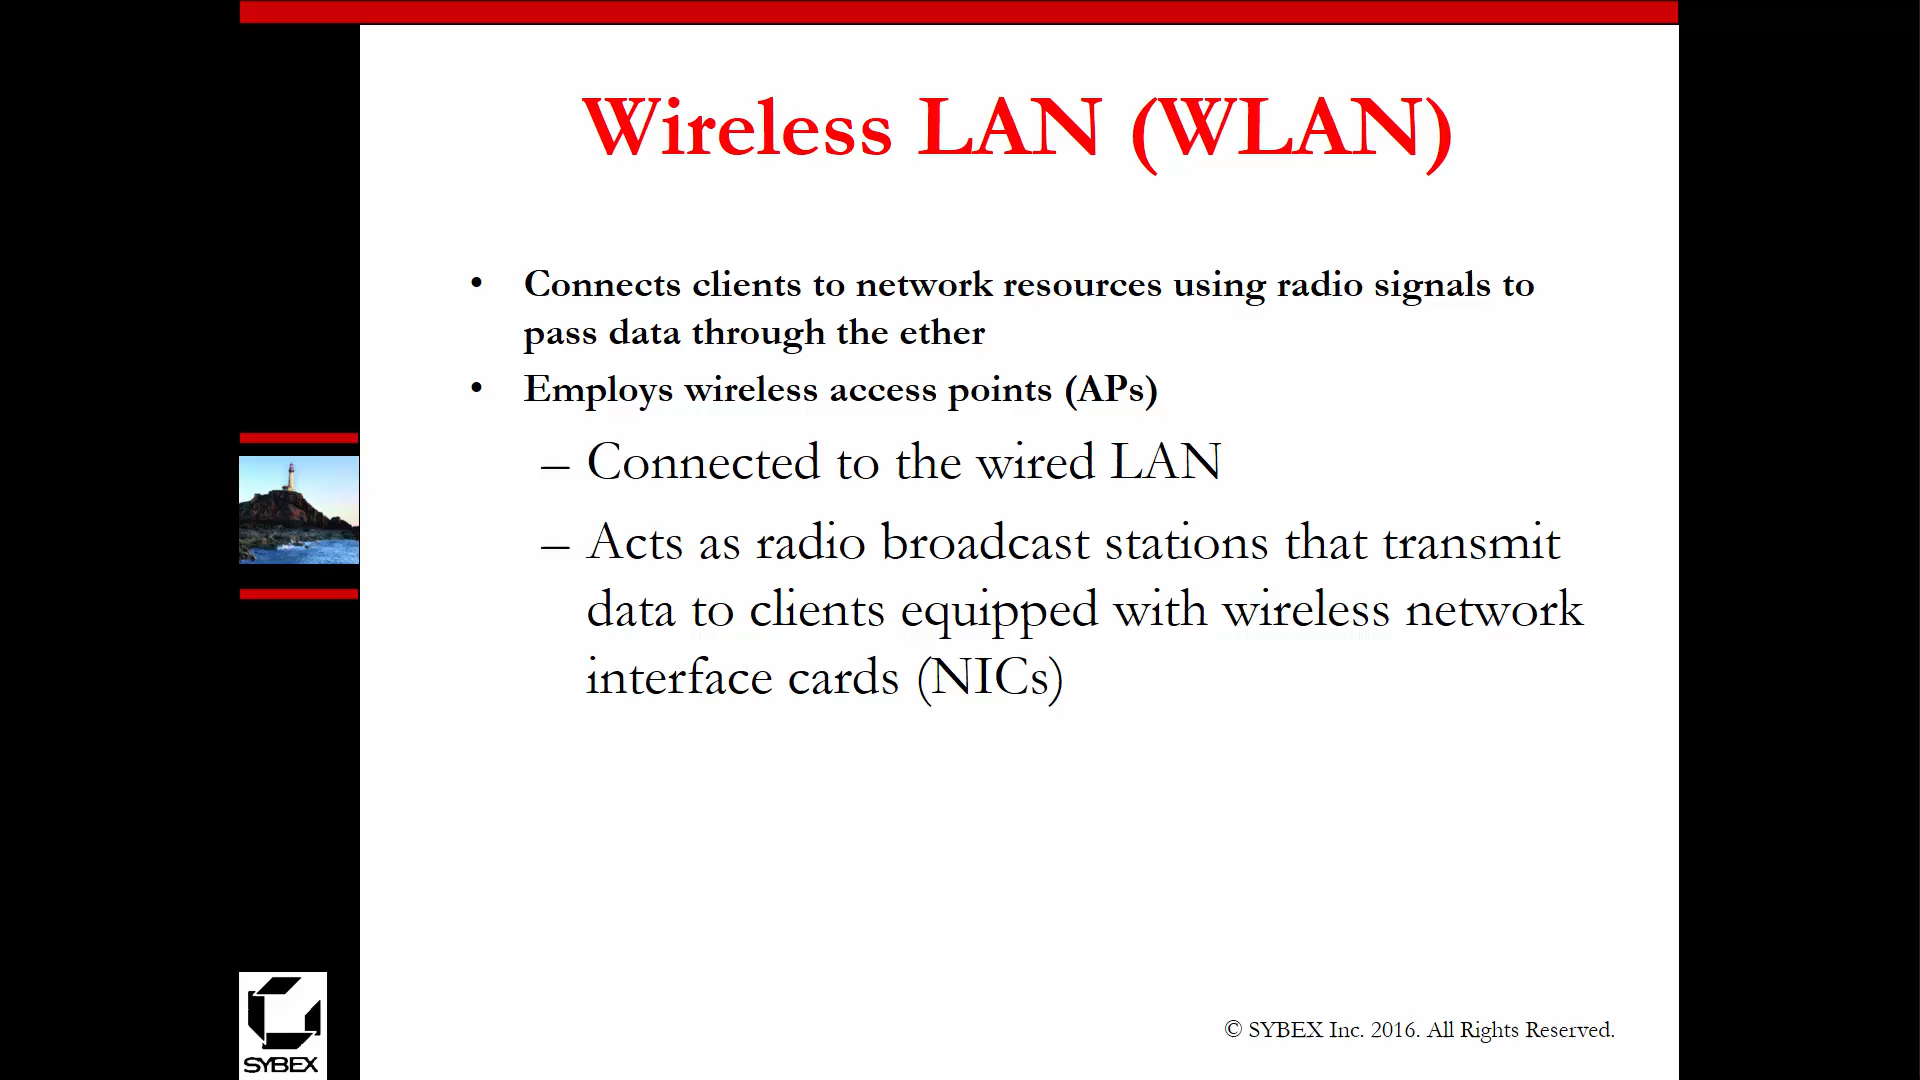 Wireless LAN (WLAN)
• Connects clients to network resources using radio signals to
pass data through the ether
• Employs wireless access points (APs)
– Connected to the wired LAN
– Acts as radio broadcast stations that transmit
data to clients equipped with wireless network
interface cards (NICs)
SYBEX
© SYBEX Inc. 2016. All Rights Reserved.